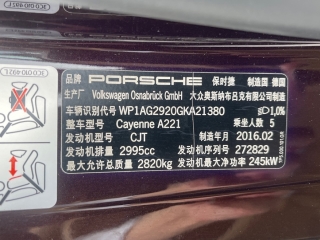 品牌 PORSCHE 保时捷 制造国 德国
生产厂 Volkswagen Osnabrück GmbH 大众奥斯纳布吕克有限公司制造
车辆识别代号 WP1AG2920GKA21380 1,0%
整车型号 Cayenne A221 乘坐人数 5
发动机型号 CJT 制造年月 2016.02
发动机排量 2995cc 发动机序列号 272829
最大允许总质量 2820kg 发动机最大净功率 245kW